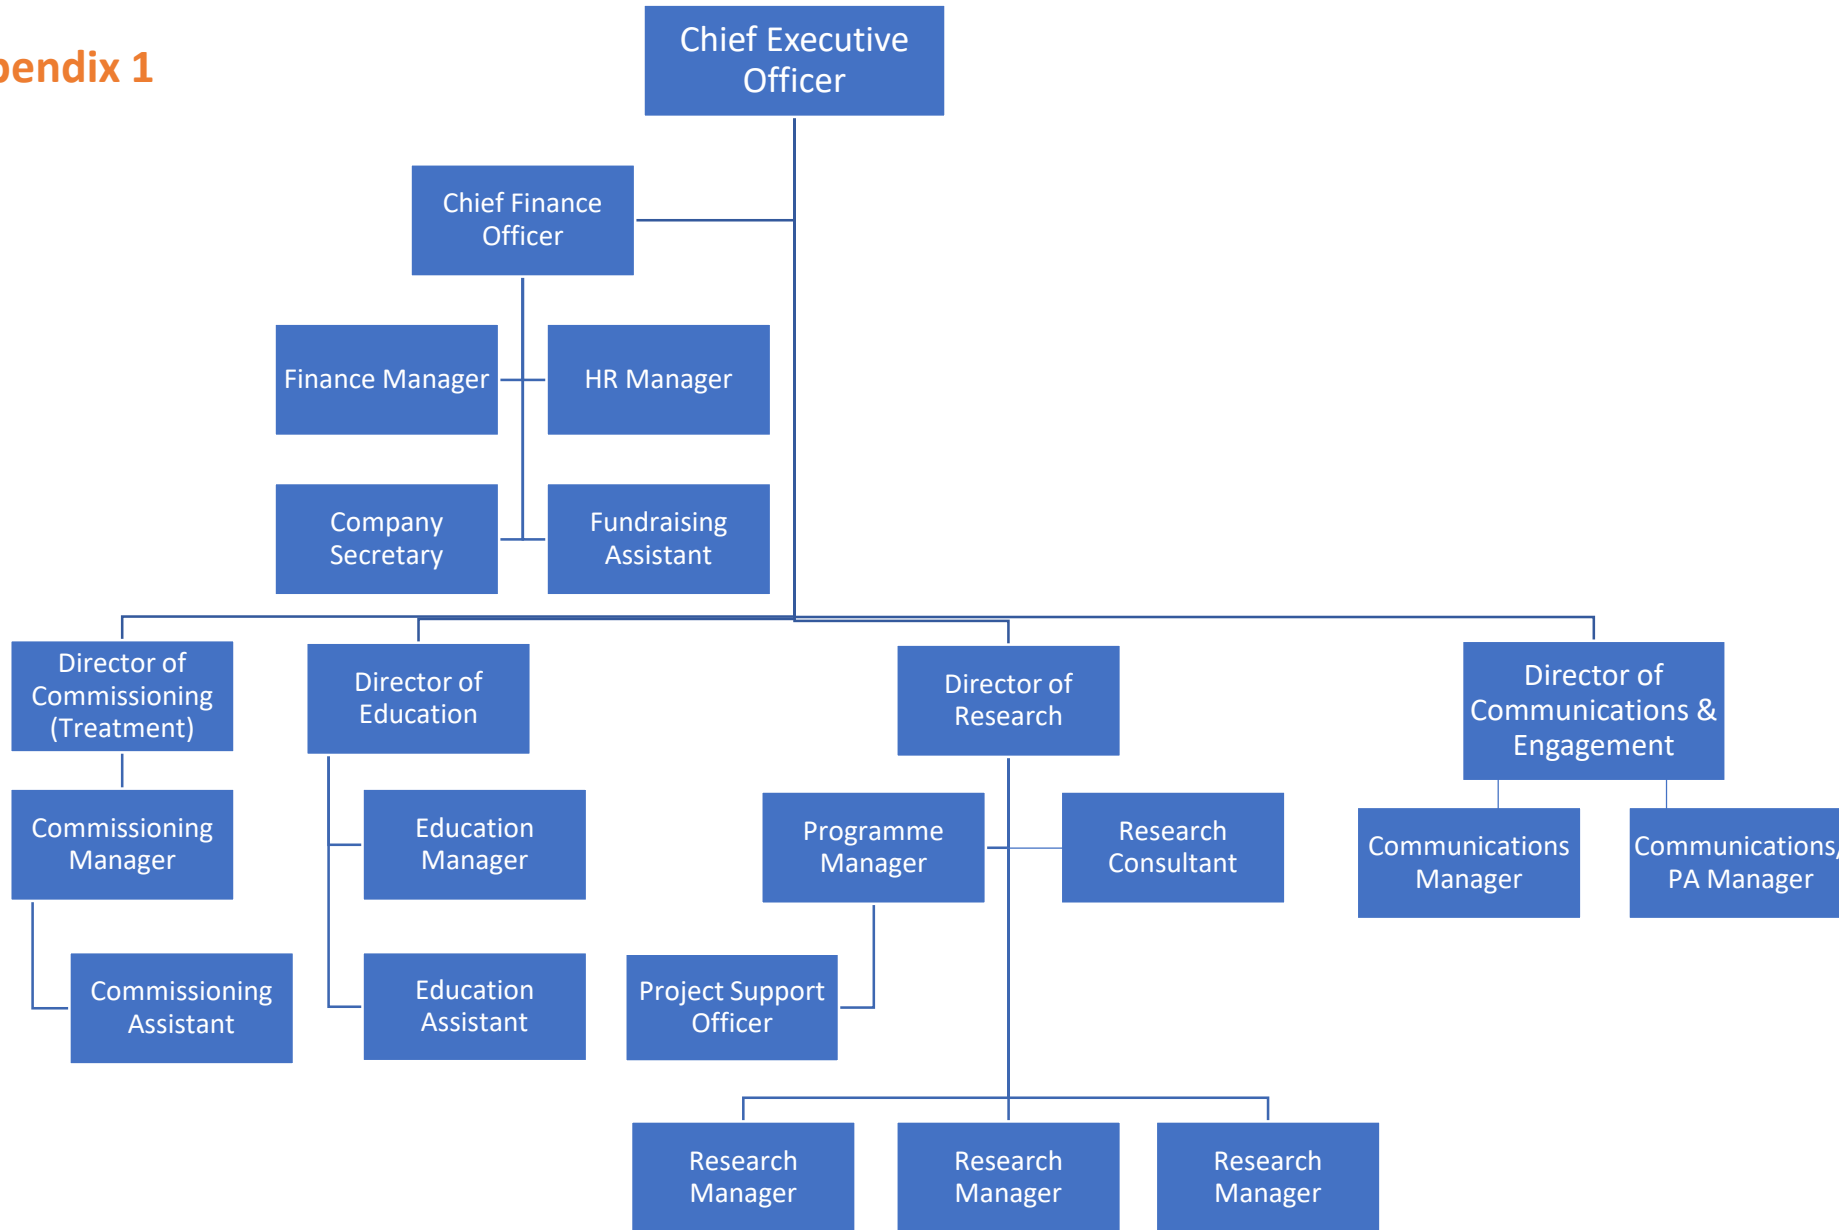 pendix 1
Chief Executive
Officer
Chief Finance
Officer
Finance Manager
HR Manager
Company
Secretary
Fundraising
Assistant
Director of
Commissioning
(Treatment)
Director of
Education
Director of
Research
Director of
Communications &
Engagement
Commissioning
Manager
Education
Manager
Programme
Manager
Research
Consultant
Communications
Manager
Communications/
PA Manager
Commissioning
Assistant
Education
Assistant
Project Support
Officer
Research
Manager
Research
Manager
Research
Manager